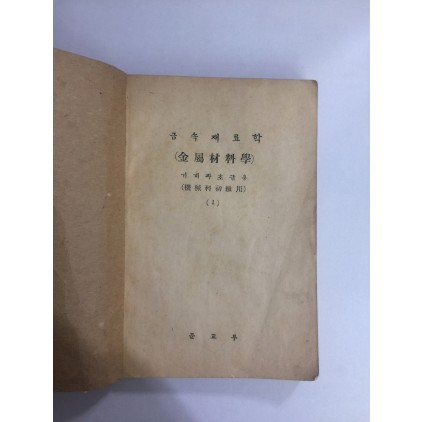 금 속 재 료 학
(金屬材料學)
기 계 과 초 급 용
(機械科初級用)
(1)